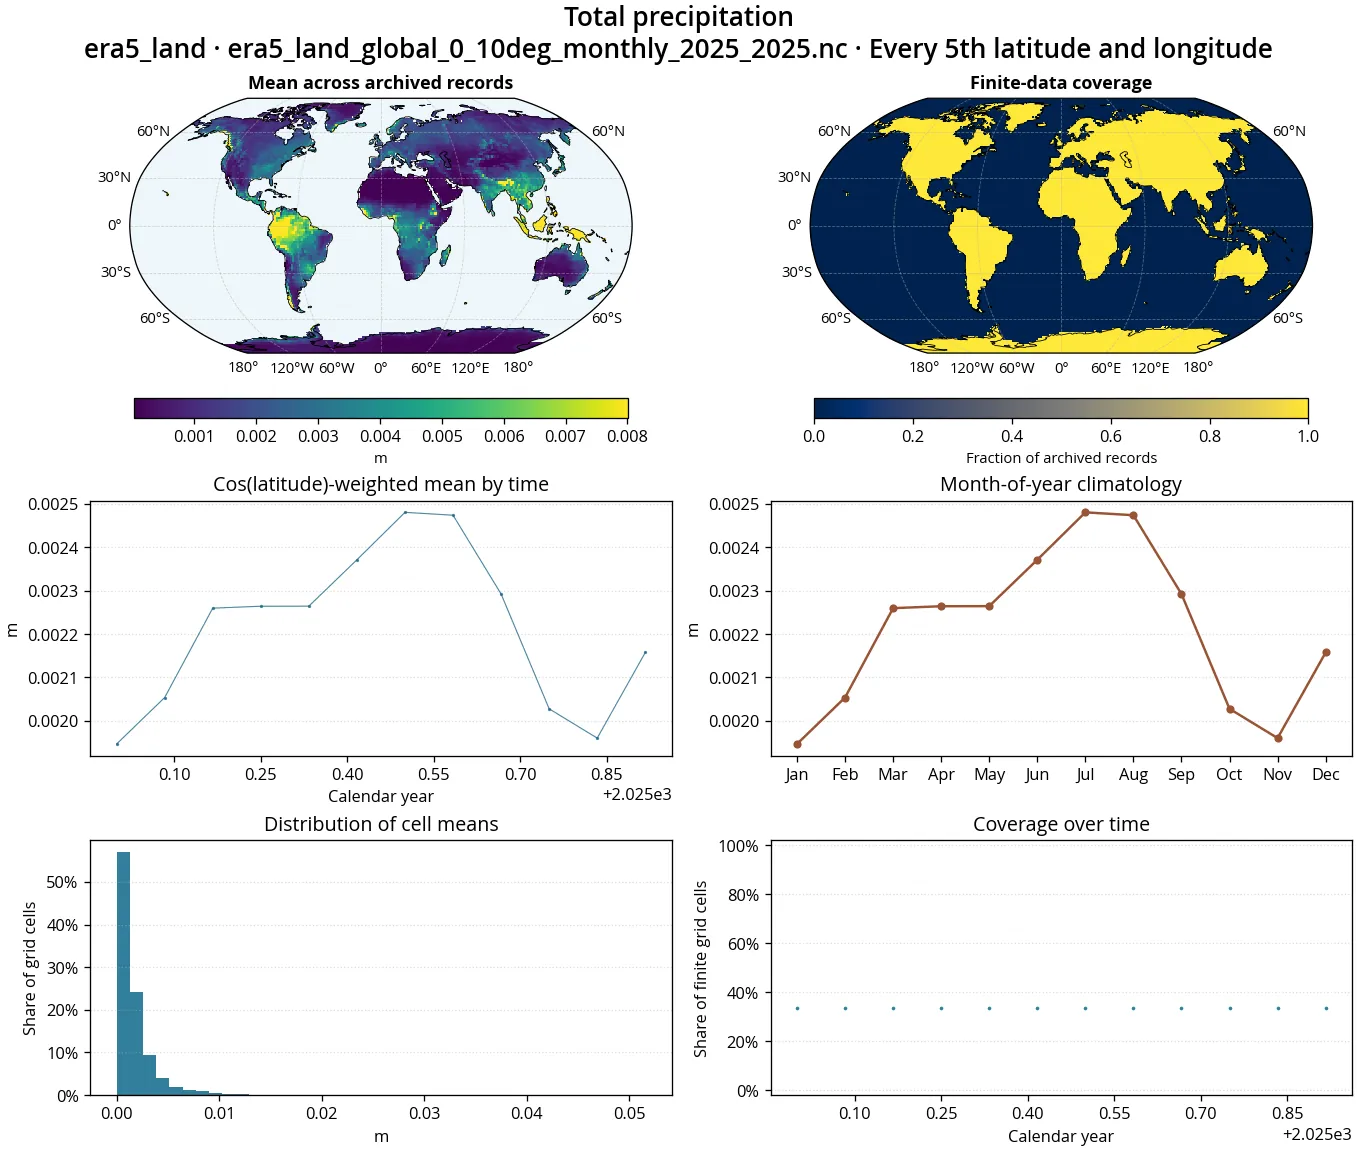 Total precipitation
era5_land · era5_land_global_0_10deg_monthly_2025_2025.nc · Every 5th latitude and longitude
Mean across archived records
60°N
60°N
30°N
0°
30°S
60°S
60°S
180°
120°W
60°W
0°
60°E
120°E
180°
0.001
0.002
0.003
0.004
0.005
0.006
0.007
0.008
m
Finite-data coverage
60°N
60°N
30°N
0°
30°S
60°S
60°S
180°
120°W
60°W
0°
60°E
120°E
180°
0.0
0.2
0.4
0.6
0.8
1.0
Fraction of archived records
Cos(latitude)-weighted mean by time
0.0025
0.0024
0.0023
0.0022
0.0021
0.0020
m
0.10
0.25
0.40
0.55
0.70
0.85
Calendar year
+2.025e3
Month-of-year climatology
0.0025
0.0024
0.0023
0.0022
0.0021
0.0020
m
Jan
Feb
Mar
Apr
May
Jun
Jul
Aug
Sep
Oct
Nov
Dec
Distribution of cell means
50%
40%
30%
20%
10%
0%
Share of grid cells
0.00
0.01
0.02
0.03
0.04
0.05
m
Coverage over time
100%
80%
60%
40%
20%
0%
Share of finite grid cells
0.10
0.25
0.40
0.55
0.70
0.85
Calendar year
+2.025e3